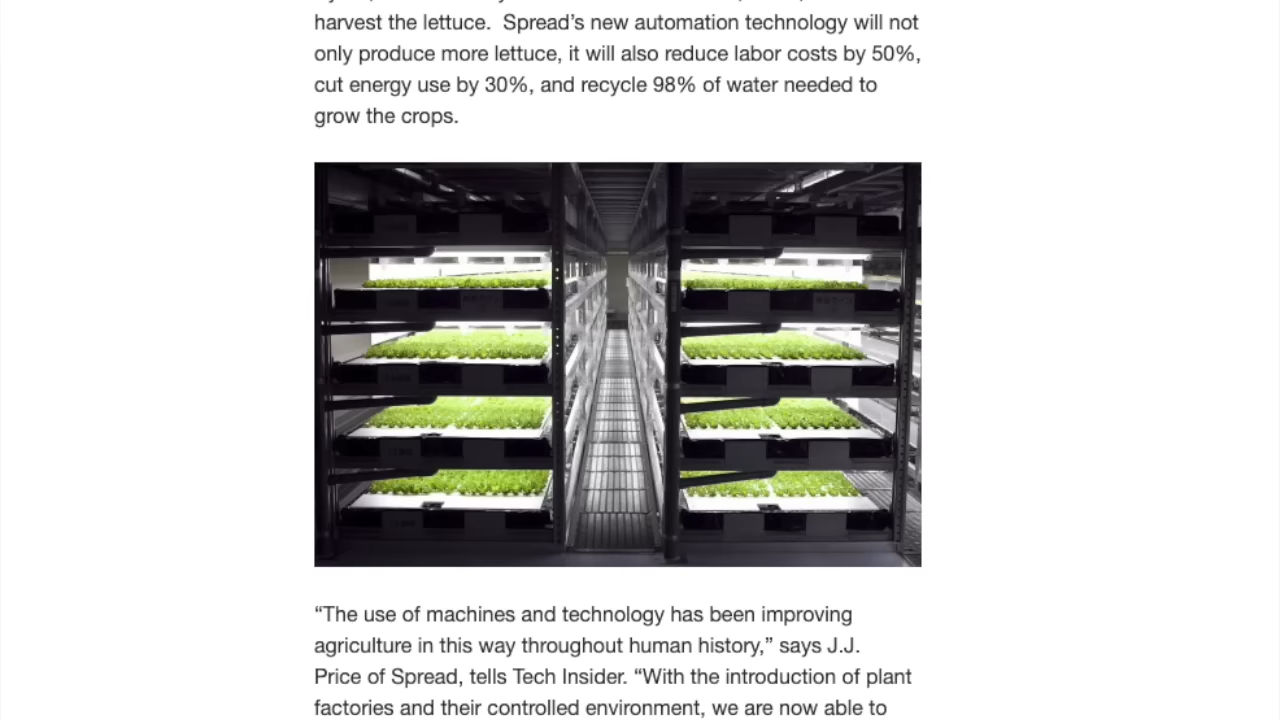 harvest the lettuce.  Spread’s new automation technology will not
only produce more lettuce, it will also reduce labor costs by 50%,
cut energy use by 30%, and recycle 98% of water needed to
grow the crops.
“The use of machines and technology has been improving
agriculture in this way throughout human history,” says J.J.
Price of Spread, tells Tech Insider. “With the introduction of plant
factories and their controlled environment, we are now able to